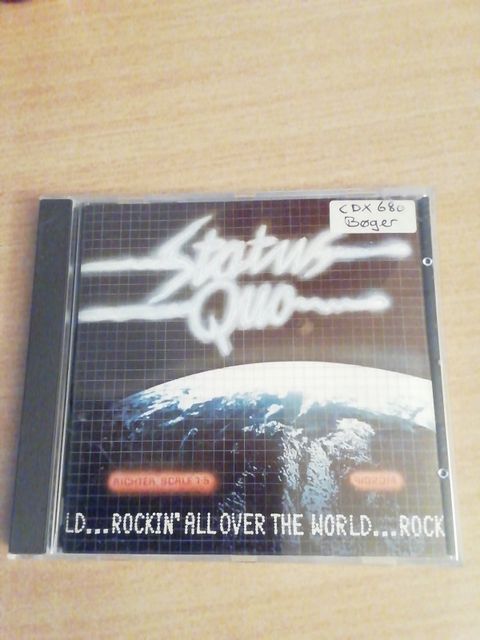 CDX 680
Bøger
Status
Quo
RICHTER SCALE 7.5
LD...ROCKIN' ALL OVER THE WORLD...ROCK